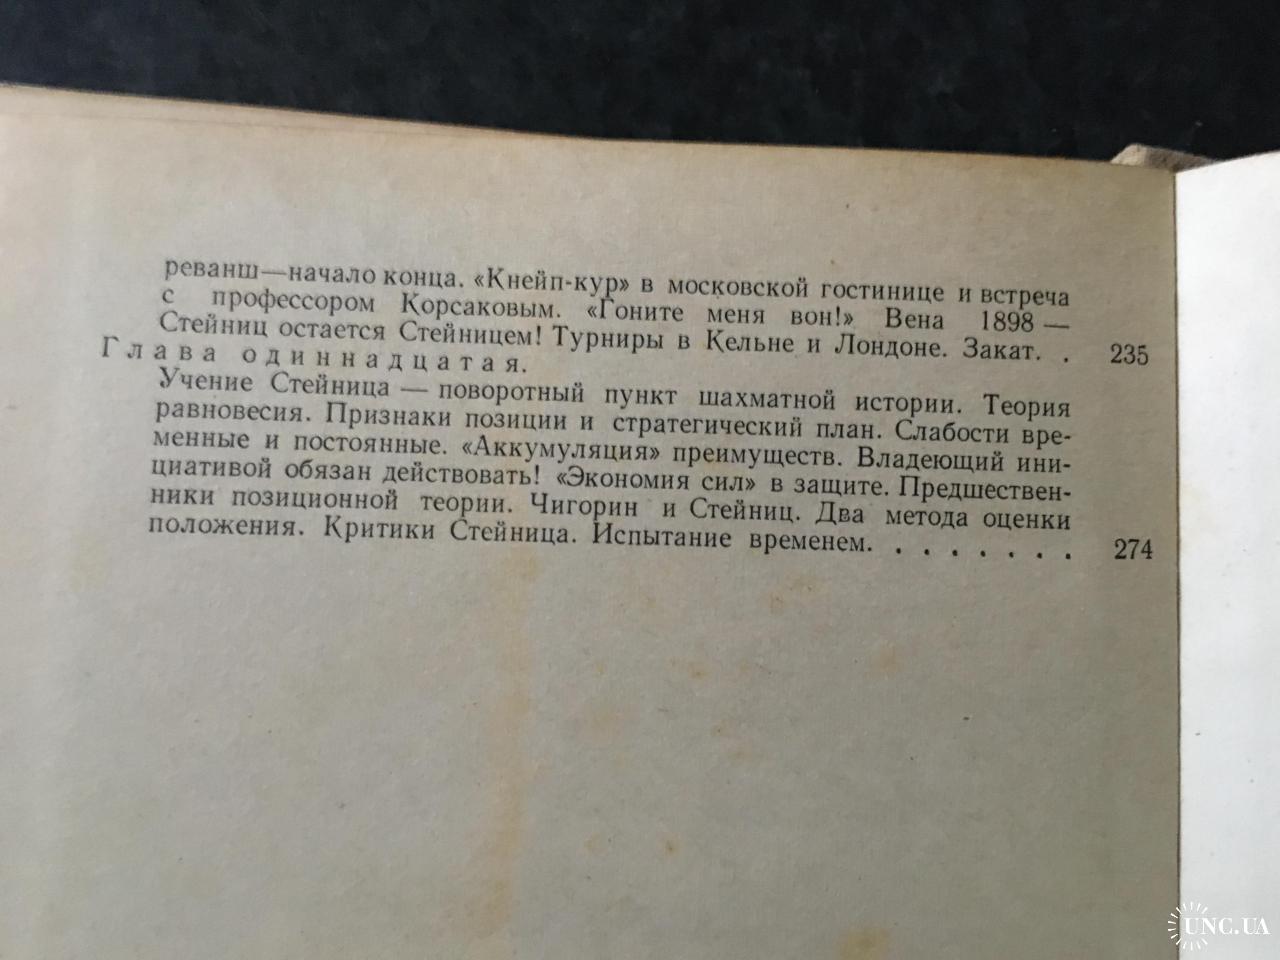 реванш—начало конца. «Кнейп-кур» в московской гостинице и встреча
с профессором Корсаковым. «Гоните меня вон!» Вена 1898 —
Стейниц остается Стейницем! Турниры в Кельне и Лондоне. Закат. . 235
Глава одиннадцатая.
Учение Стейница — поворотный пункт шахматной истории. Теория
равновесия. Признаки позиции и стратегический план. Слабости вре-
менные и постоянные. «Аккумуляция» преимуществ. Владеющий ини-
циативой обязан действовать! «Экономия сил» в защите. Предшествен-
ники позиционной теории. Чигорин и Стейниц. Два метода оценки
положения. Критики Стейница. Испытание временем. . . . . . . . 274
UNC.UA